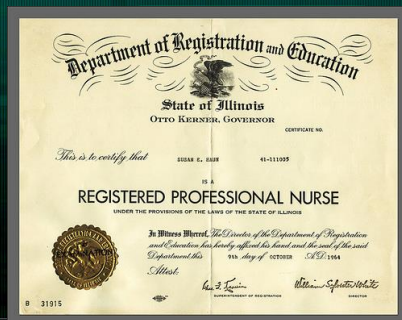 Department of Registration and Education
State of Illinois
OTTO KERNER, GOVERNOR
CERTIFICATE NO.
This is to certify that SUSAN E. 41-111005
IS A
REGISTERED PROFESSIONAL NURSE
UNDER THE PROVISIONS OF THE LAWS OF THE STATE OF ILLINOIS
In Witness Whereof, The Director of the Department of Registration
and Education has hereby affixed his hand and the seal of the said
Department this 9th day of OCTOBER A.D. 1964
Attest:
William Sylvester White
SUPERINTENDENT OF REGISTRATION DIRECTOR
B 31915